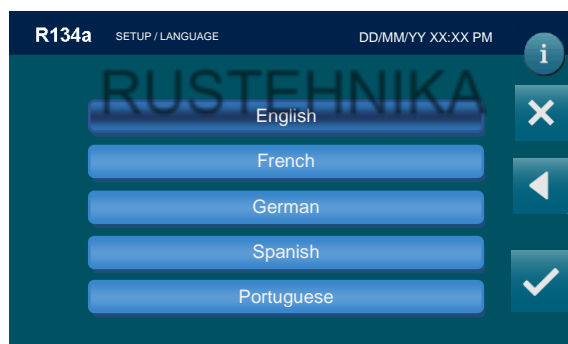 R134a SETUP / LANGUAGE DD/MM/YY XX:XX PM
i
RUSTEHNIKA
English
French
German
Spanish
Portuguese